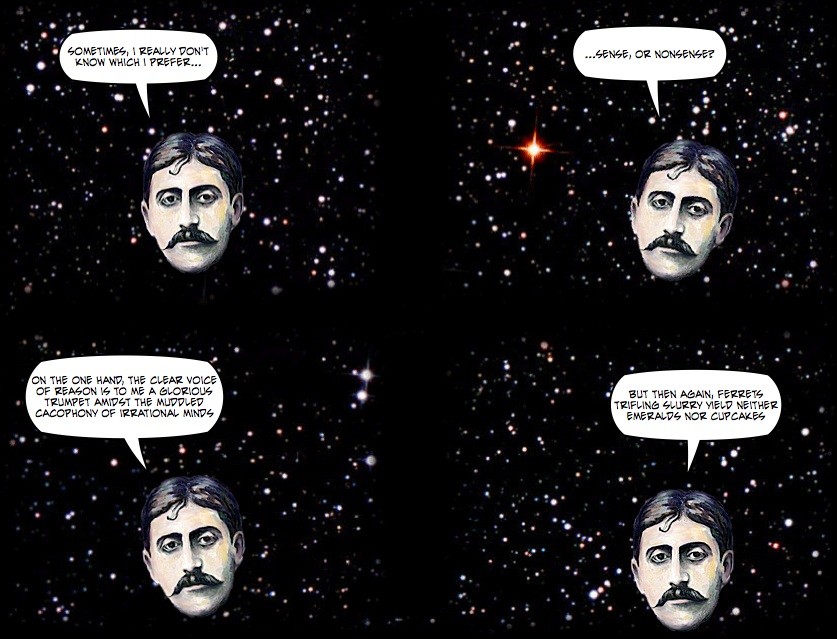 SOMETIMES, I REALLY DON'T
KNOW WHICH I PREFER...
...SENSE, OR NONSENSE?
ON THE ONE HAND, THE CLEAR VOICE
OF REASON IS TO ME A GLORIOUS
TRUMPET AMIDST THE MUDDLED
CACOPHONY OF IRRATIONAL MINDS
BUT THEN AGAIN, FERRETS
TRIFLING SLURRY YIELD NEITHER
EMERALDS NOR CUPCAKES